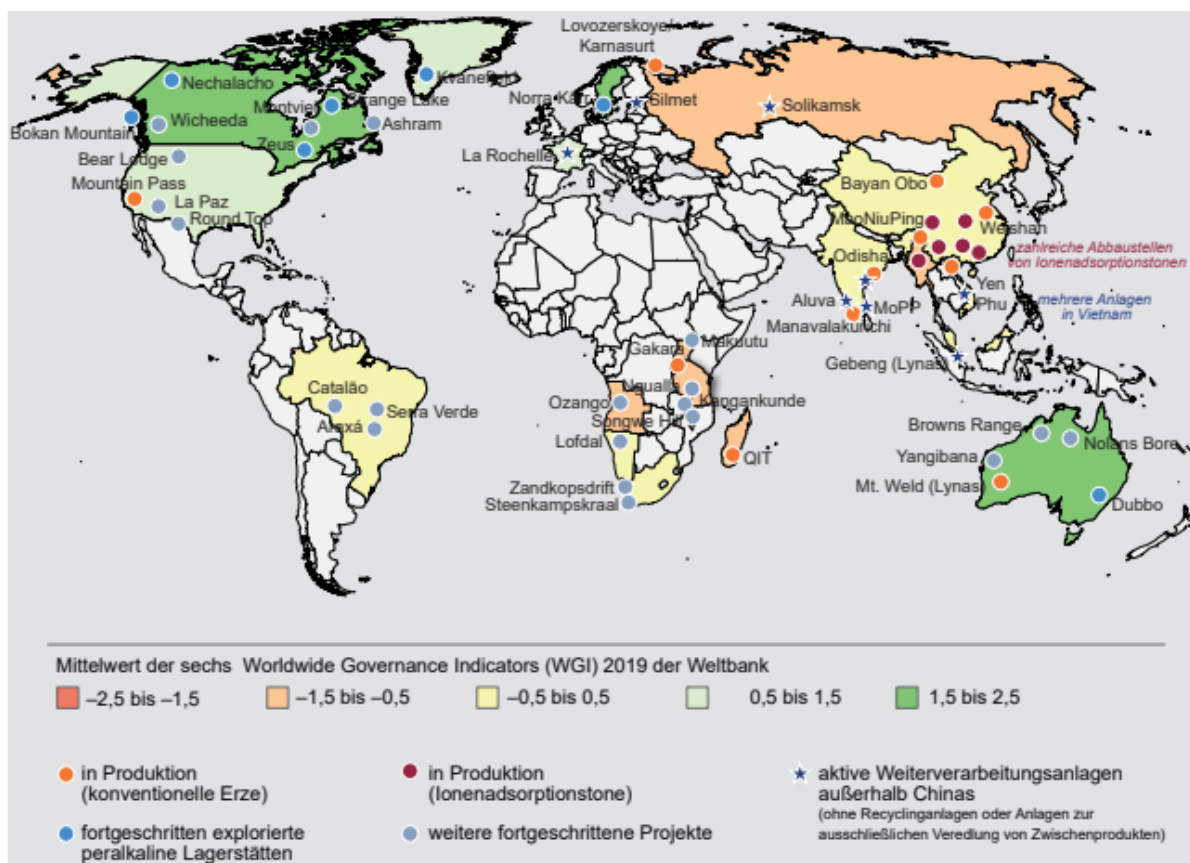 Lovozerskoye/
Karnasurt
Nechalacho
Kvanefjeld
Montviel
Strange Lake
Norra Kärr
Silmet
Solikamsk
Bokan Mountain
Wicheeda
Ashram
Zeus
Bear Lodge
La Rochelle
Mountain Pass
La Paz
Round Top
Bayan Obo
MaoNiuPing
Weishan
zahlreiche Abbaustellen
von Ionenadsorptionstonen
Odisha
Yen
Phu
mehrere Anlagen
in Vietnam
Aluva
MoPP
Manavalakurichi
Gakara
Makuutu
Gebeng (Lynas)
Catalão
Serra Verde
Araxá
Ngualla
Ozango
Kangankunde
Songwe Hill
Lofdal
QIT
Zandkopsdrift
Steenkampskraal
Browns Range
Nolans Bore
Yangibana
Mt. Weld (Lynas)
Dubbo
Mittelwert der sechs Worldwide Governance Indicators (WGI) 2019 der Weltbank
–2,5 bis –1,5
–1,5 bis –0,5
–0,5 bis 0,5
0,5 bis 1,5
1,5 bis 2,5
in Produktion
(konventionelle Erze)
in Produktion
(Ionenadsorptionstone)
aktive Weiterverarbeitungsanlagen
außerhalb Chinas
(ohne Recyclinganlagen oder Anlagen zur
ausschließlichen Veredlung von Zwischenprodukten)
fortgeschritten explorierte
peralkaline Lagerstätten
weitere fortgeschrittene Projekte